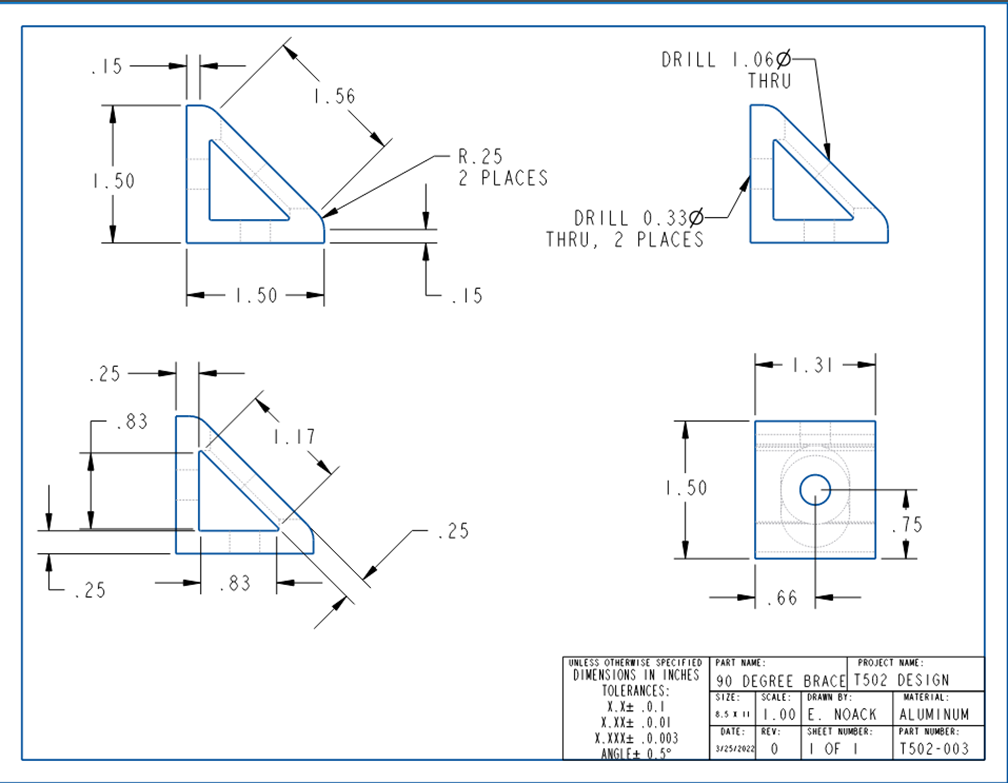 .15
1.56
1.50
R.25
2 PLACES
1.50
.15
DRILL 1.06Ø
THRU
DRILL 0.33Ø
THRU, 2 PLACES
.25
.83
1.17
.25
.25
.83
1.31
1.50
.75
.66
UNLESS OTHERWISE SPECIFIED
DIMENSIONS IN INCHES
TOLERANCES:
X.X± .0.1
X.XX± .0.01
X.XXX± .0.003
ANGLE± 0.5°
PART NAME:
90 DEGREE BRACE
PROJECT NAME:
T502 DESIGN
SIZE:
8.5 X 11
SCALE:
1.00
DRAWN BY:
E. NOACK
MATERIAL:
ALUMINUM
DATE:
3/25/2022
REV:
0
SHEET NUMBER:
1 OF 1
PART NUMBER:
T502-003